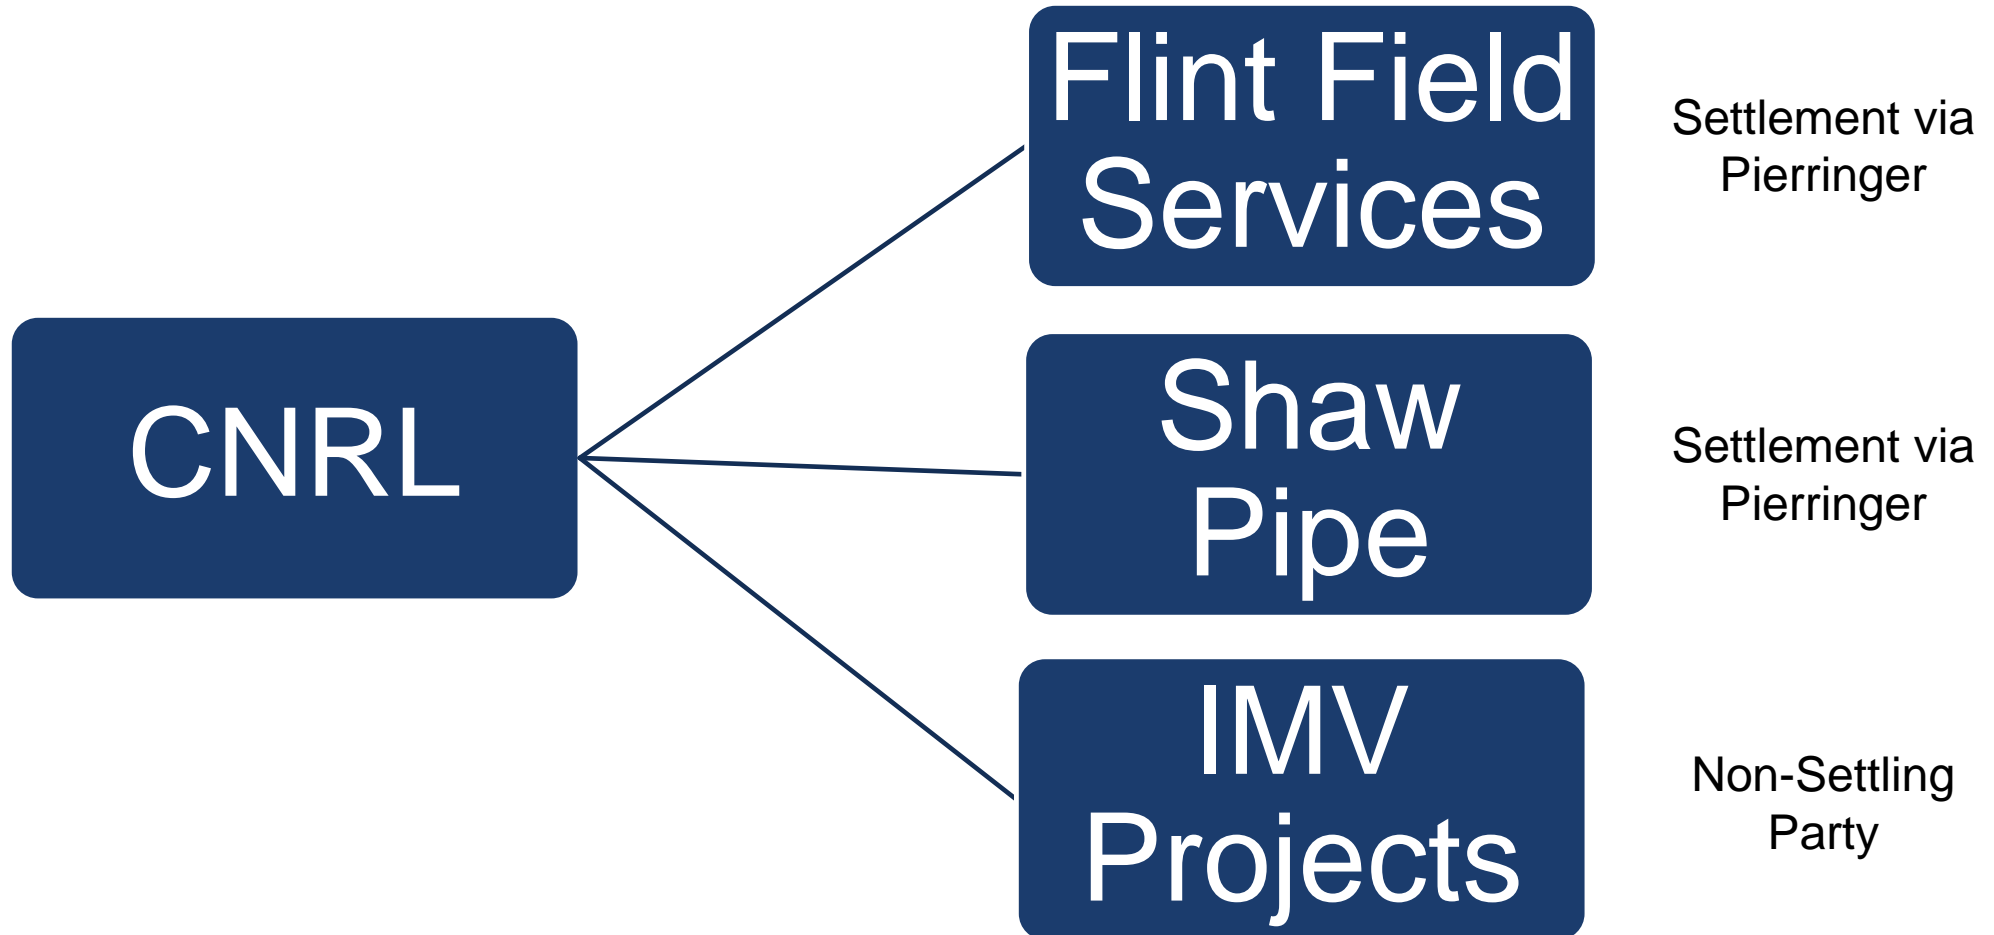 CNRL
Flint Field
Services
Settlement via
Pierringer
Shaw
Pipe
Settlement via
Pierringer
IMV
Projects
Non-Settling
Party